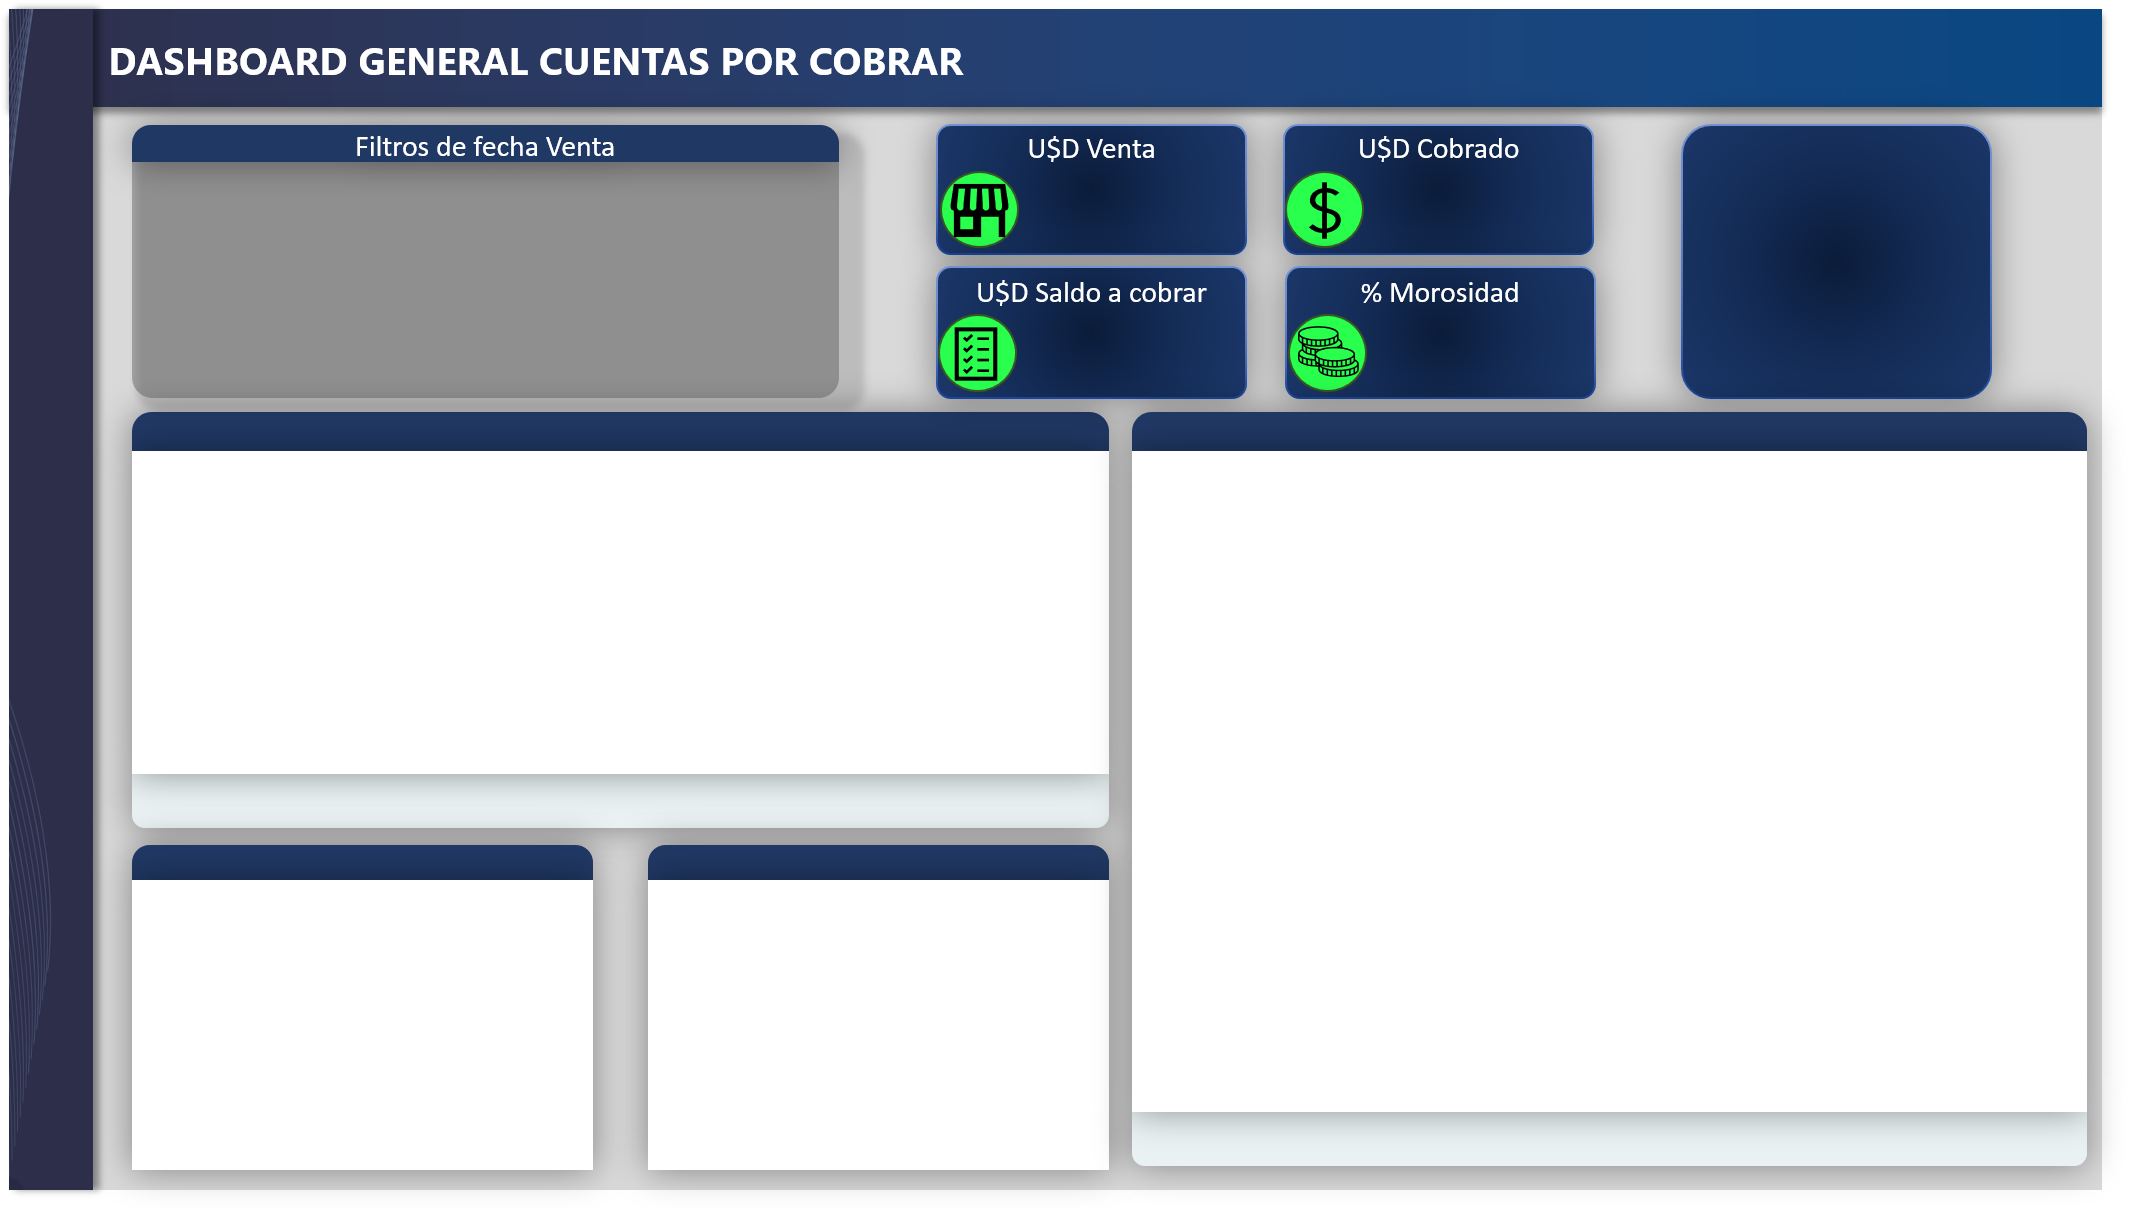 DASHBOARD GENERAL CUENTAS POR COBRAR
Filtros de fecha Venta
U$D Venta
U$D Cobrado
U$D Saldo a cobrar
% Morosidad